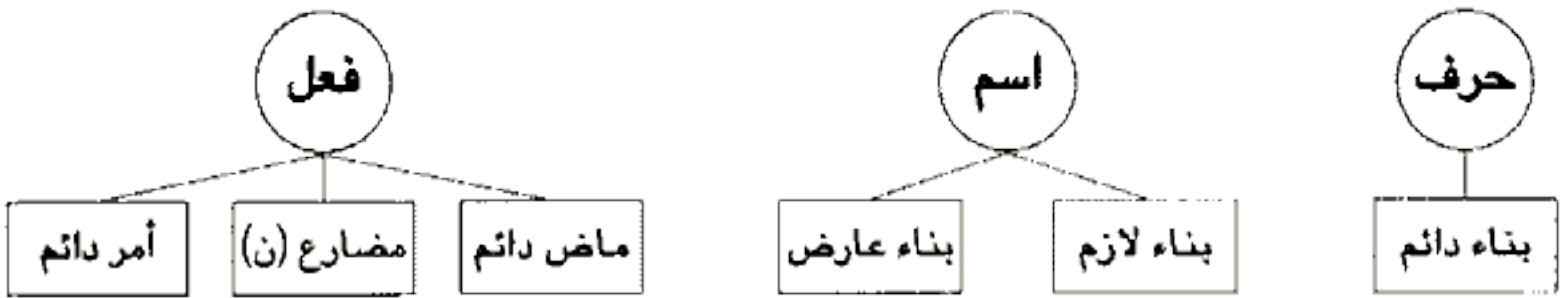 حرف
اسم
فعل
بناء دائم
بناء لازم
بناء عارض
ماض دائم
مضارع (ن)
أمر دائم